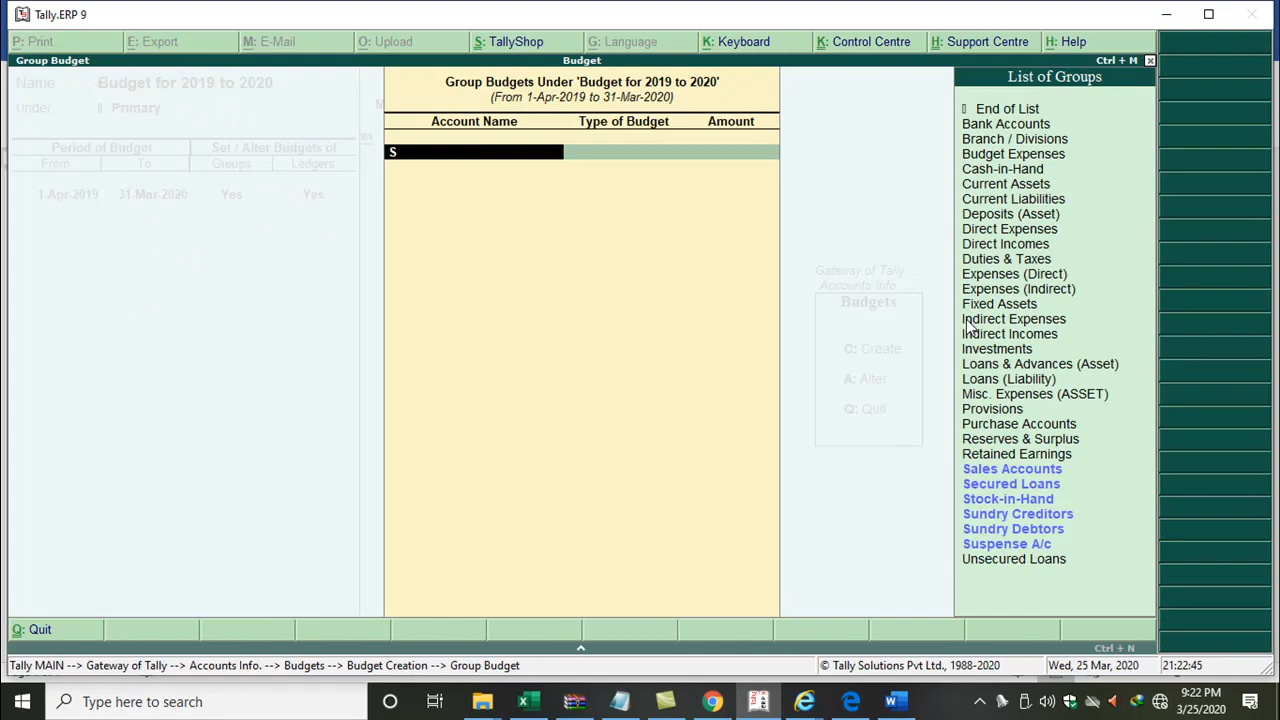 Tally.ERP 9
P: Print
E: Export
M: E-Mail
O: Upload
S: TallyShop
G: Language
K: Keyboard
K: Control Centre
H: Support Centre
H: Help
Group Budget
Budget
Ctrl + M
Name Budget for 2019 to 2020
Under Primary
Period of Budget
Set / Alter Budgets of
From To Groups Ledgers
1-Apr-2019 31-Mar-2020 Yes Yes
Group Budgets Under 'Budget for 2019 to 2020'
(From 1-Apr-2019 to 31-Mar-2020)
Account Name Type of Budget Amount
S
Gateway of Tally ...
Accounts Info. ...
Budgets
C: Create
A: Alter
Q: Quit
List of Groups
End of List
Bank Accounts
Branch / Divisions
Budget Expenses
Cash-in-Hand
Current Assets
Current Liabilities
Deposits (Asset)
Direct Expenses
Direct Incomes
Duties & Taxes
Expenses (Direct)
Expenses (Indirect)
Fixed Assets
Indirect Expenses
Indirect Incomes
Investments
Loans & Advances (Asset)
Loans (Liability)
Misc. Expenses (ASSET)
Provisions
Purchase Accounts
Reserves & Surplus
Retained Earnings
Sales Accounts
Secured Loans
Stock-in-Hand
Sundry Creditors
Sundry Debtors
Suspense A/c
Unsecured Loans
Q: Quit
Ctrl + N
Tally MAIN --> Gateway of Tally --> Accounts Info. --> Budgets --> Budget Creation --> Group Budget
© Tally Solutions Pvt Ltd., 1988-2020
Wed, 25 Mar, 2020
21:22:45
Type here to search
9:22 PM
3/25/2020